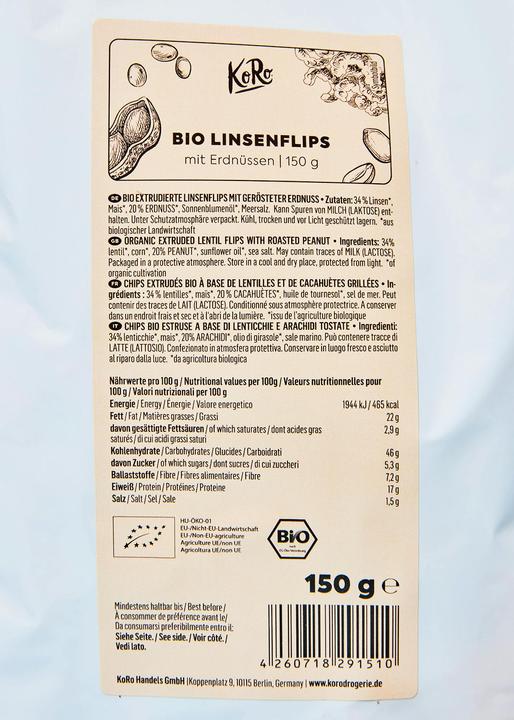 KoRo
BIO LINSENFLIPS
mit Erdnüssen | 150 g
DE BIO EXTRUDIERTE LINSENFLIPS MIT GERÖSTETER ERDNUSS • Zutaten: 34% Linsen*,
Mais*, 20% ERDNUSS*, Sonnenblumenöl*, Meersalz. Kann Spuren von MILCH (LAKTOSE) ent-
halten. Unter Schutzatmosphäre verpackt. Kühl, trocken und vor Licht geschützt lagern. *aus
biologischer Landwirtschaft
GB ORGANIC EXTRUDED LENTIL FLIPS WITH ROASTED PEANUT • Ingredients: 34%
lentil*, corn*, 20% PEANUT*, sunflower oil*, sea salt. May contain traces of MILK (LACTOSE).
Packaged in a protective atmosphere. Store in a cool and dry place, protected from light. *of
organic cultivation
FR CHIPS EXTRUDÉS BIO À BASE DE LENTILLES ET DE CACAHUÈTES GRILLÉES • In-
grédients : 34% lentilles*, maïs*, 20% CACAHUÈTES*, huile de tournesol*, sel de mer. Peut
contenir des traces de LAIT (LACTOSE). Conditionné sous atmosphère protectrice. A conserver
dans un endroit frais et sec et à l'abri de la lumière. *issu de l'agriculture biologique
IT CHIPS BIO ESTRUSE A BASE DI LENTICCHIE E ARACHIDI TOSTATE • Ingredienti:
34% lenticchie*, mais*, 20% ARACHIDI*, olio di girasole*, sale marino. Può contenere tracce di
LATTE (LATTOSIO). Confezionato in atmosfera protettiva. Conservare in luogo fresco e asciutto
al riparo dalla luce. *da agricoltura biologica
Nährwerte pro 100 g / Nutritional values per 100g / Valeurs nutritionnelles pour
100 g / Valori nutrizionali per 100 g
Energie / Energy / Énergie / Valore energetico 1944 kJ / 465 kcal
Fett / Fat / Matières grasses / Grassi 22 g
davon gesättigte Fettsäuren / of which saturates / dont acides gras 2,9 g
saturés / di cui acidi grassi saturi
Kohlenhydrate / Carbohydrates / Glucides / Carboidrati 46 g
davon Zucker / of which sugars / dont sucres / di cui zuccheri 5,3 g
Ballaststoffe / Fibre / Fibres alimentaires / Fibre 7,2 g
Eiweiß / Protein / Protéines / Proteine 17 g
Salz / Salt / Sel / Sale 1,5 g
HU-ÖKO-01
EU-/Nicht-EU-Landwirtschaft
EU-/Non-EU-agriculture
Agriculture UE/non UE
Agricoltura UE/non UE
Bio
nach
EG-Öko-Verordnung
150 g e
Mindestens haltbar bis / Best before /
À consommer de préférence avant le/
Da consumarsi preferibilmente entro il:
Siehe Seite. / See side. / Voir côté. /
Vedi lato.
4 260718 291510
KoRo Handels GmbH | Koppenplatz 9, 10115 Berlin, Germany | www.korodrogerie.de